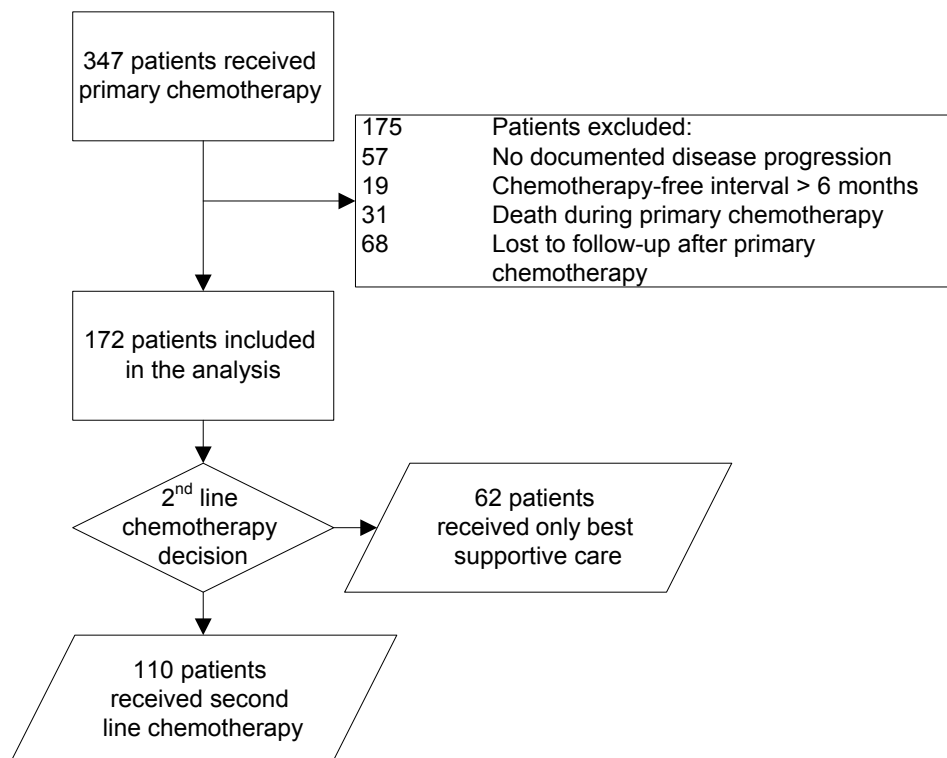 347 patients received
primary chemotherapy
175 Patients excluded:
57 No documented disease progression
19 Chemotherapy-free interval > 6 months
31 Death during primary chemotherapy
68 Lost to follow-up after primary
chemotherapy
172 patients included
in the analysis
2nd line
chemotherapy
decision
62 patients
received only best
supportive care
110 patients
received second
line chemotherapy